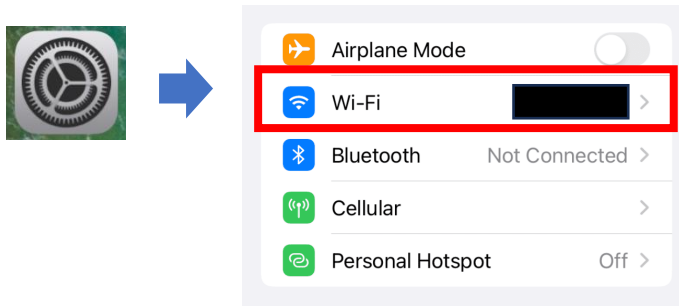 Airplane Mode
Wi-Fi
Bluetooth Not Connected
Cellular
Personal Hotspot Off